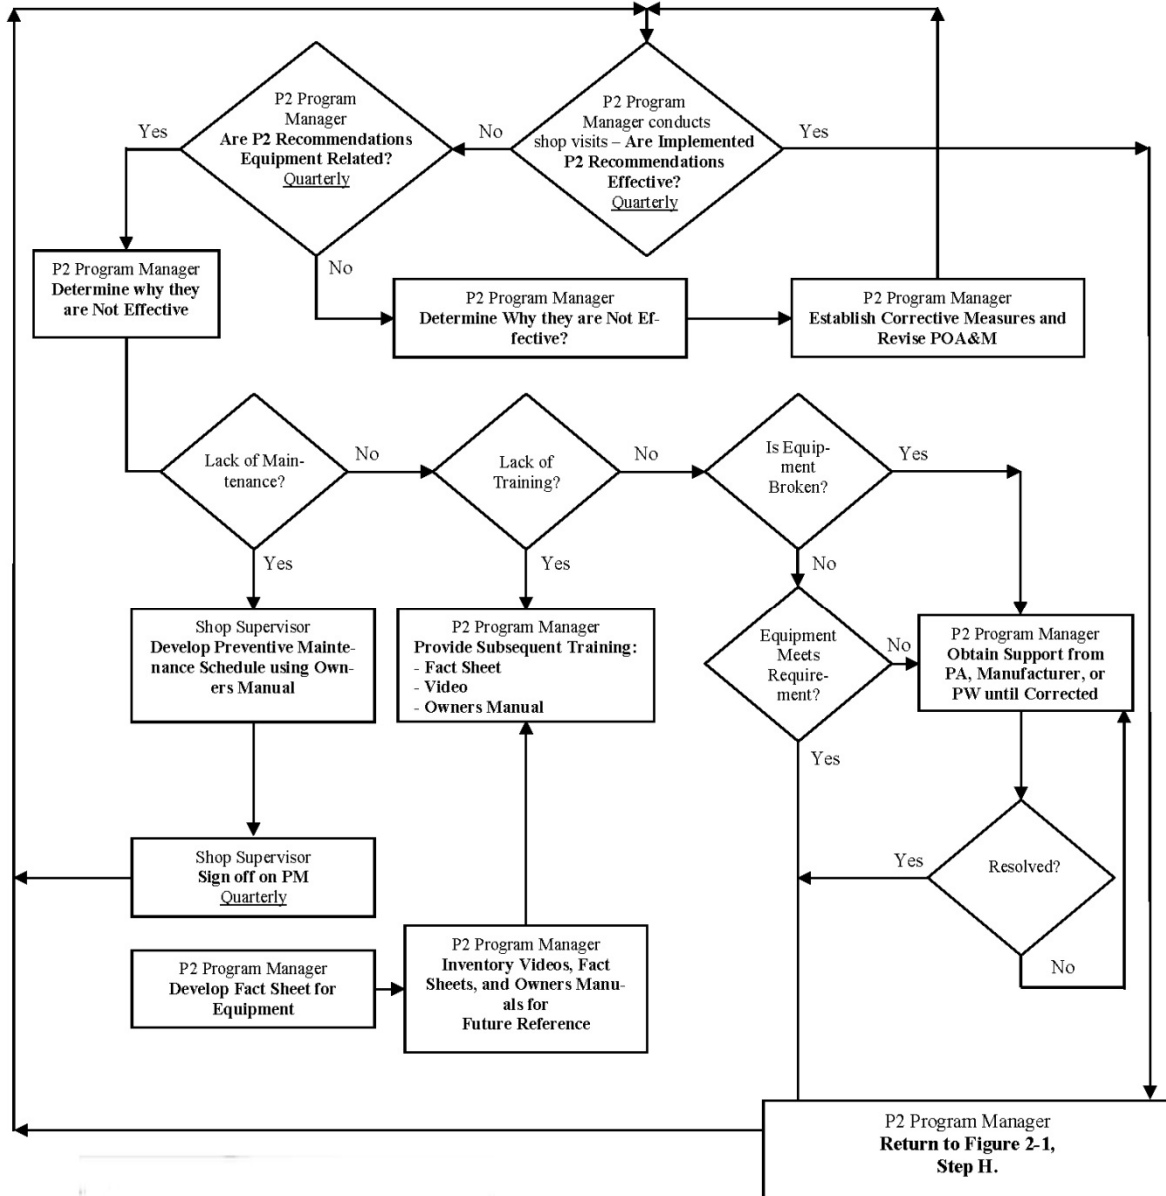 P2 Program
Manager
Are P2 Recommendations
Equipment Related?
Quarterly
P2 Program
Manager conducts
shop visits – Are Implemented
P2 Recommendations
Effective?
Quarterly
Yes
No
Yes
No
P2 Program Manager
Determine why they
are Not Effective
P2 Program Manager
Determine Why they are Not Ef-
fective?
P2 Program Manager
Establish Corrective Measures and
Revise POA&M
Lack of Main-
tenance?
No
Lack of
Training?
No
Is Equip-
ment
Broken?
Yes
Yes
Yes
No
Shop Supervisor
Develop Preventive Mainte-
nance Schedule using Own-
ers Manual
P2 Program Manager
Provide Subsequent Training:
- Fact Sheet
- Video
- Owners Manual
Equipment
Meets
Require-
ment?
No
P2 Program Manager
Obtain Support from
PA, Manufacturer, or
PW until Corrected
Yes
Shop Supervisor
Sign off on PM
Quarterly
Yes
Resolved?
No
P2 Program Manager
Develop Fact Sheet for
Equipment
P2 Program Manager
Inventory Videos, Fact
Sheets, and Owners Manu-
als for
Future Reference
P2 Program Manager
Return to Figure 2-1,
Step H.